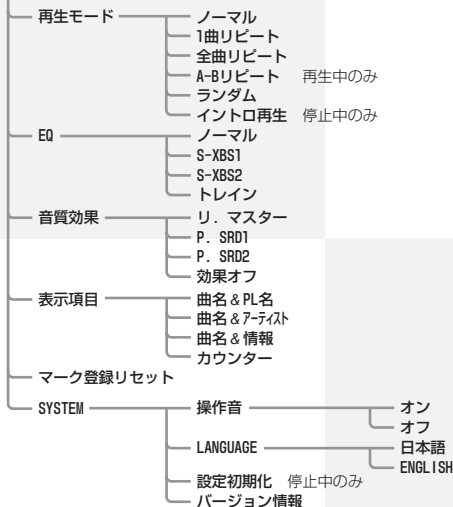 再生モード ノーマル
1曲リピート
全曲リピート
A-Bリピート 再生中のみ
ランダム
イントロ再生 停止中のみ
EQ ノーマル
S-XBS1
S-XBS2
トレイン
音質効果 リ．マスター
P．SRD1
P．SRD2
効果オフ
表示項目 曲名＆PL名
曲名＆ｱｰﾃｨｽﾄ
曲名＆情報
カウンター
マーク登録リセット
SYSTEM 操作音 オン
オフ
LANGUAGE 日本語
ENGLISH
設定初期化 停止中のみ
バージョン情報